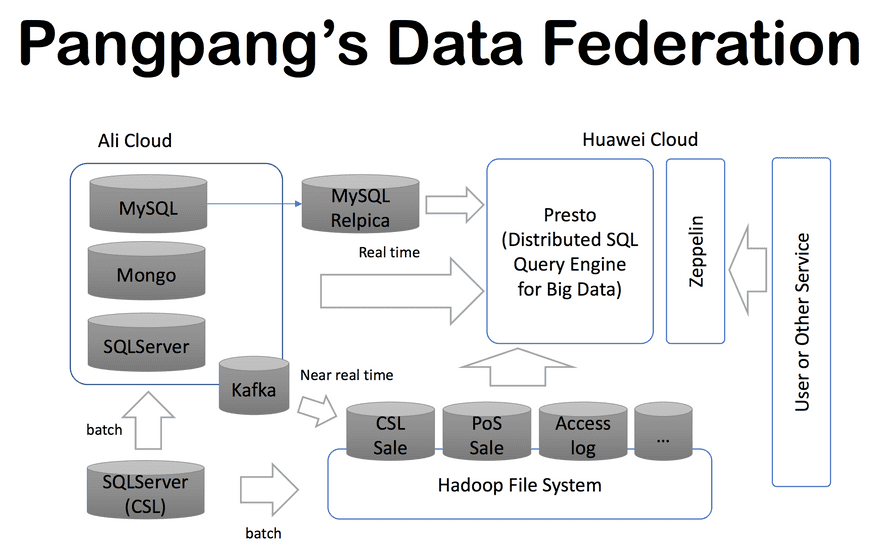 Pangpang’s Data Federation
Ali Cloud
Huawei Cloud
MySQL
MySQL
Relpica
Mongo
SQLServer
Kafka
Real time
Near real time
Presto
(Distributed SQL
Query Engine
for Big Data)
Zeppelin
User or Other Service
batch
SQLServer
(CSL)
batch
CSL
Sale
PoS
Sale
Access
log
...
Hadoop File System